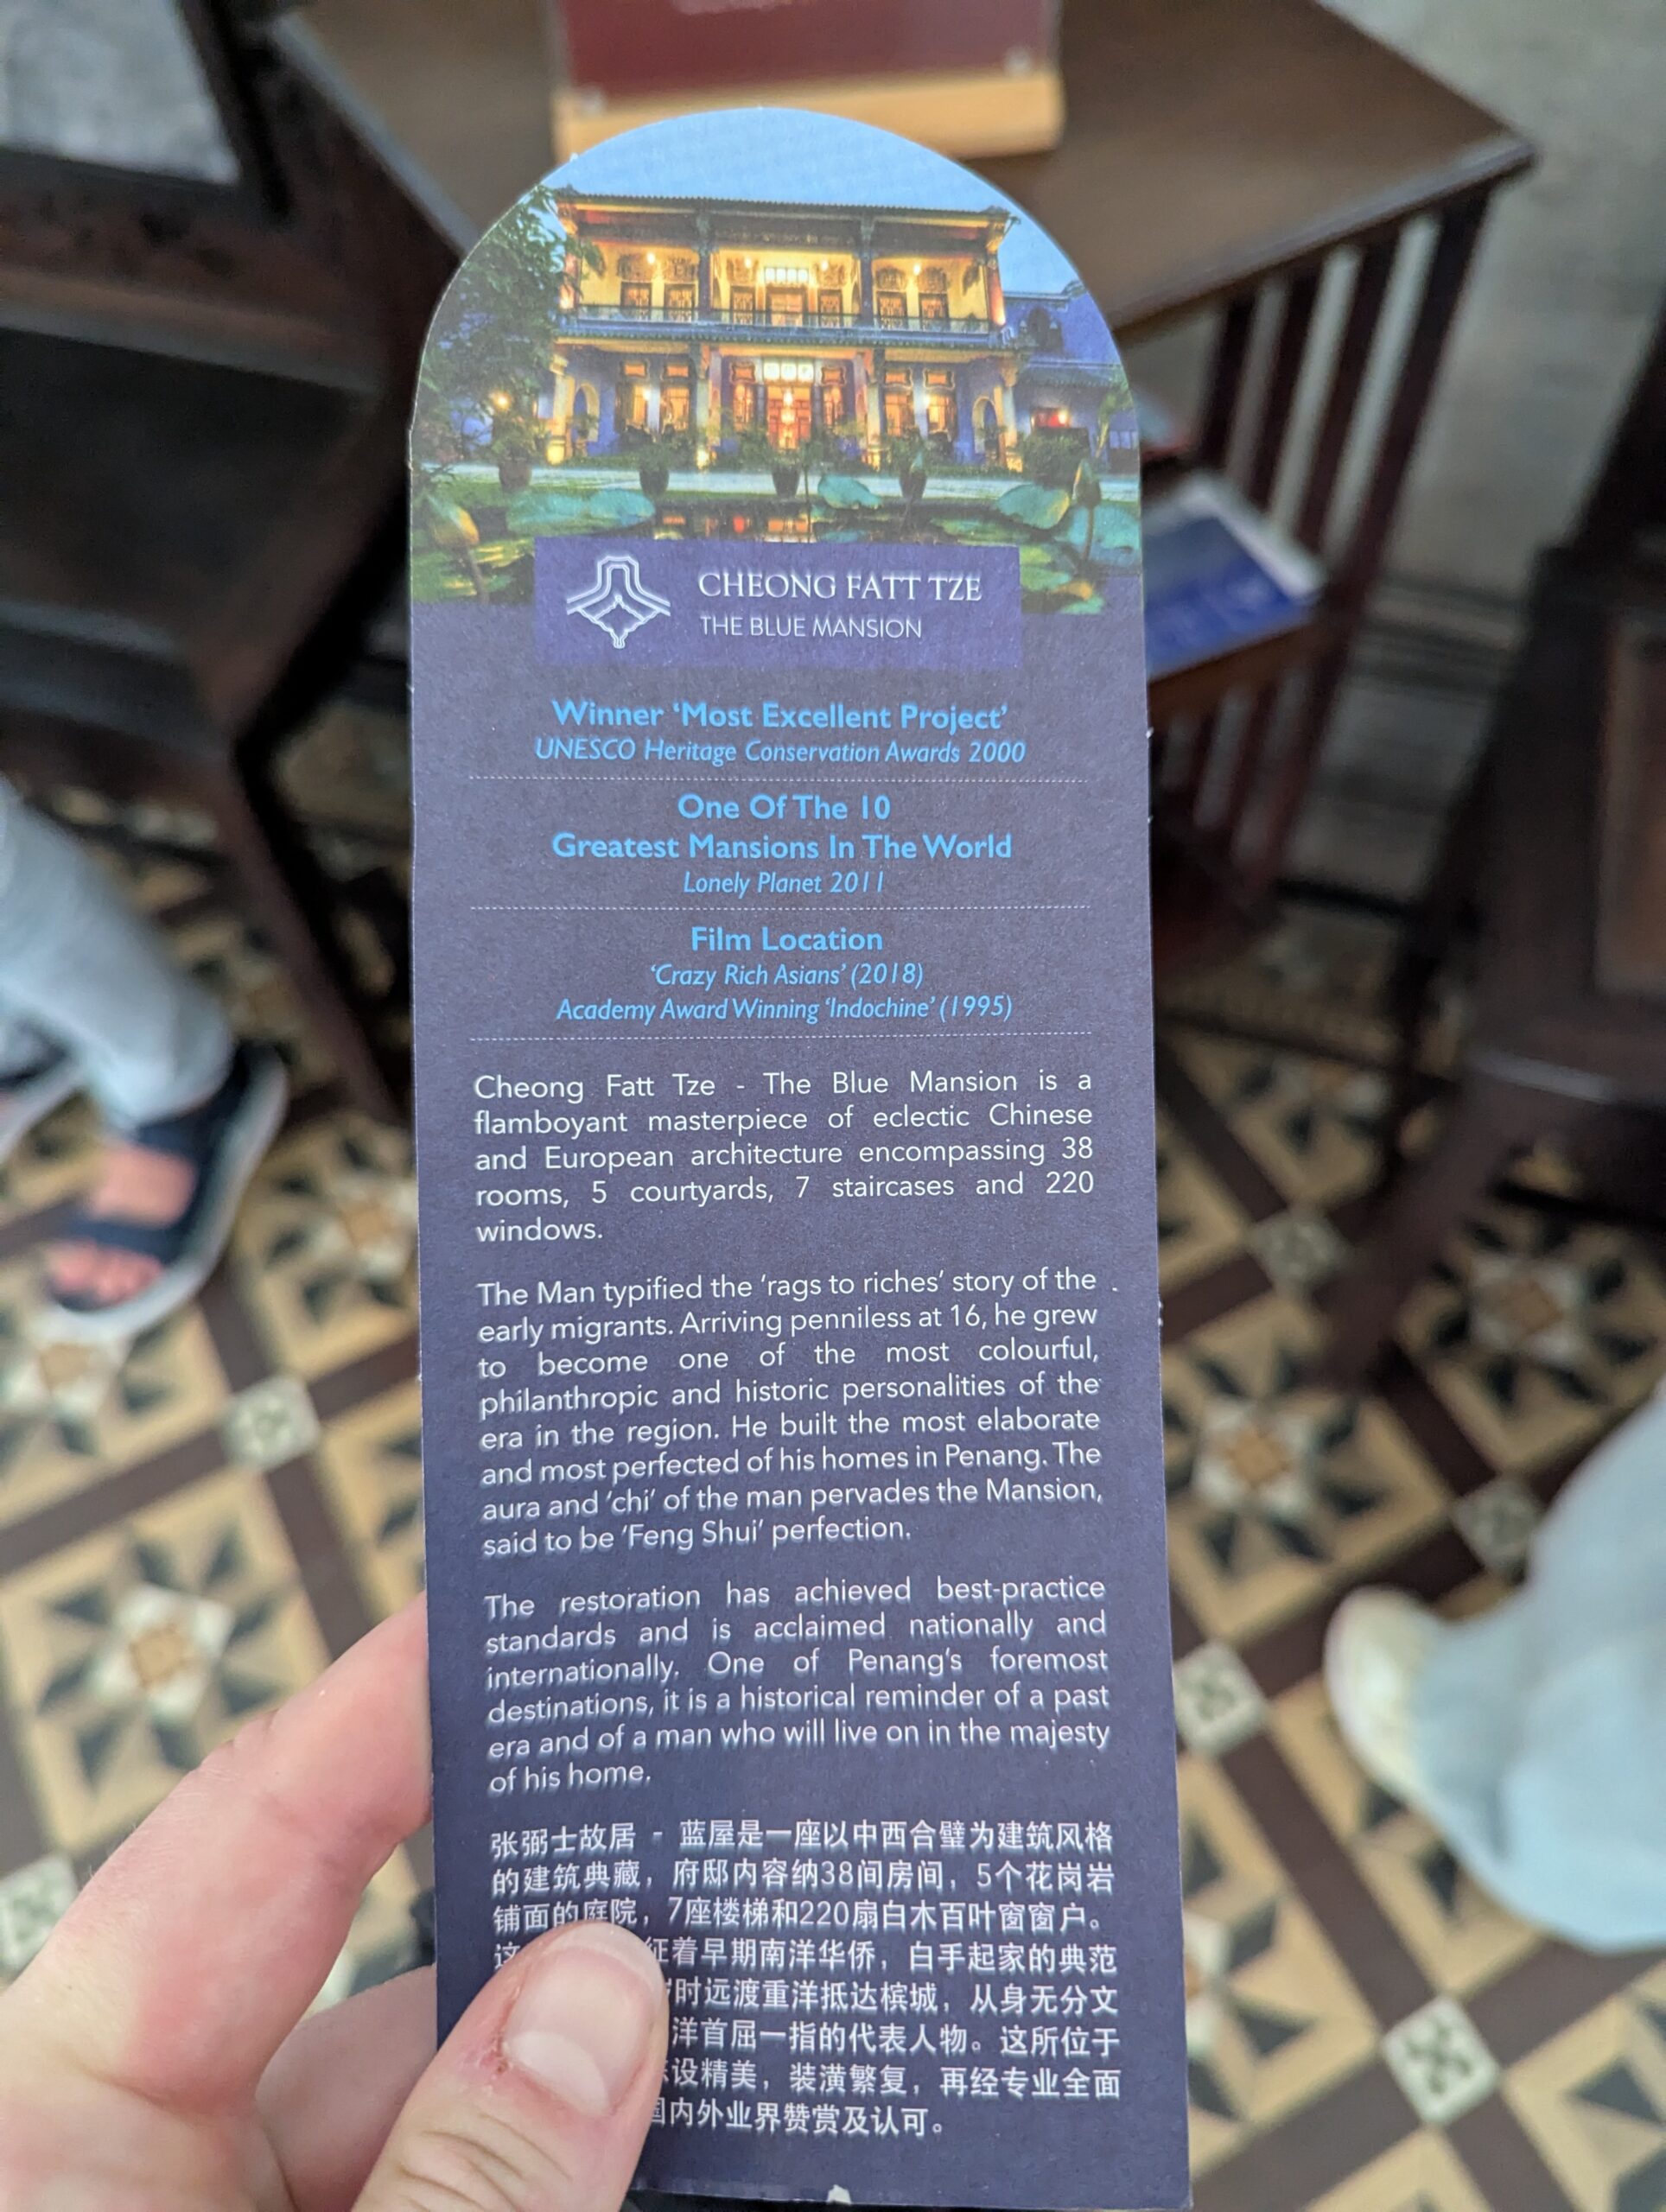 CHEONG FATT TZE
THE BLUE MANSION
Winner ‘Most Excellent Project’
UNESCO Heritage Conservation Awards 2000
One Of The 10
Greatest Mansions In The World
Lonely Planet 2011
Film Location
‘Crazy Rich Asians’ (2018)
Academy Award Winning ‘Indochine’ (1995)
Cheong Fatt Tze - The Blue Mansion is a
flamboyant masterpiece of eclectic Chinese
and European architecture encompassing 38
rooms, 5 courtyards, 7 staircases and 220
windows.
The Man typified the ‘rags to riches’ story of the
early migrants. Arriving penniless at 16, he grew
to become one of the most colourful,
philanthropic and historic personalities of the
era in the region. He built the most elaborate
and most perfected of his homes in Penang. The
aura and ‘chi’ of the man pervades the Mansion,
said to be ‘Feng Shui’ perfection.
The restoration has achieved best-practice
standards and is acclaimed nationally and
internationally. One of Penang’s foremost
destinations, it is a historical reminder of a past
era and of a man who will live on in the majesty
of his home.
张弼士故居 - 蓝屋是一座以中西合璧为建筑风格
的建筑典藏，府邸内容纳38间房间，5个花岗岩
铺面的庭院，7座楼梯和220扇白木百叶窗窗户。
这 征着早期南洋华侨，白手起家的典范
时远渡重洋抵达槟城，从身无分文
洋首屈一指的代表人物。这所位于
设精美，装潢繁复，再经专业全面
国内外业界赞赏及认可。